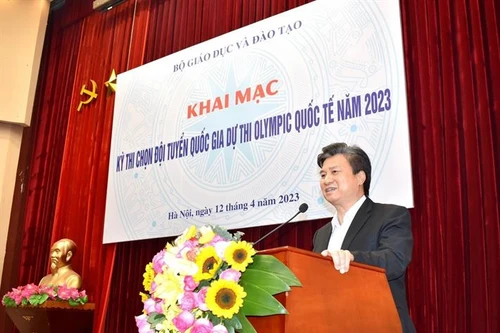 BỘ GIÁO DỤC VÀ ĐÀO TẠO
KHAI MẠC
KỲ THI CHỌN ĐỘI TUYỂN QUỐC GIA DỰ THI OLYMPIC QUỐC TẾ NĂM 2023
Hà Nội, ngày 12 tháng 4 năm 2023